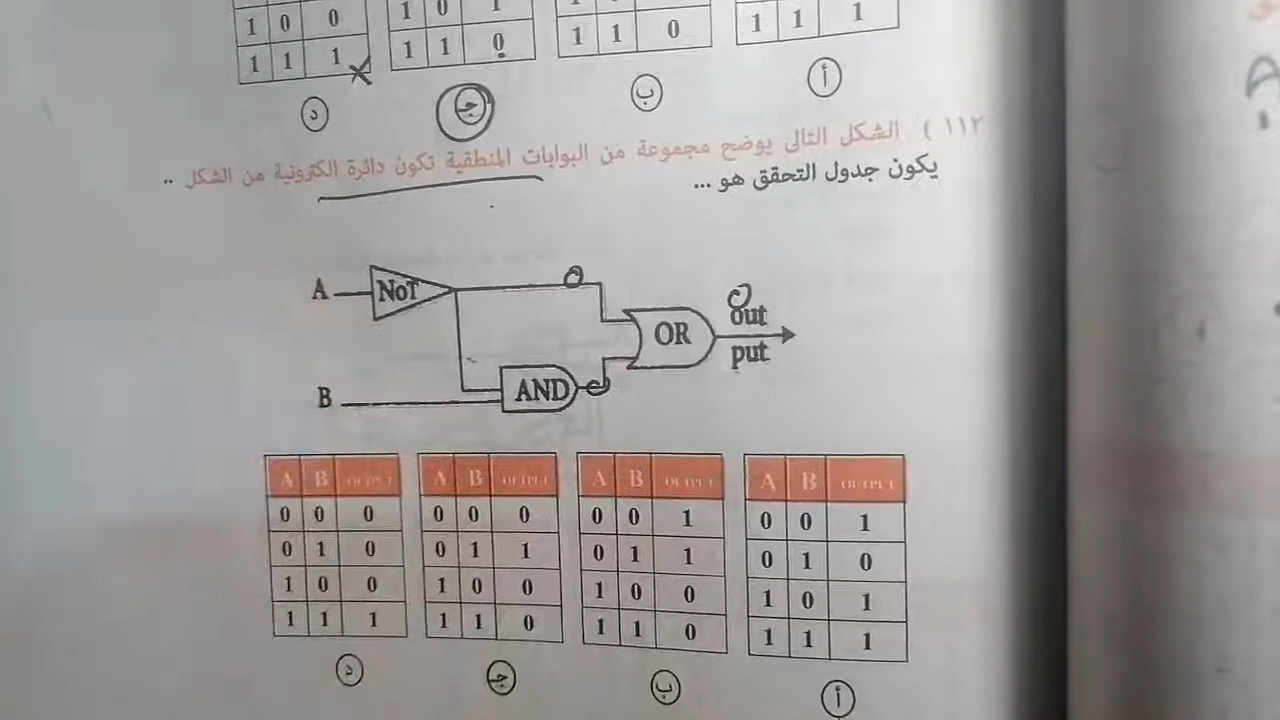 1 0 0
1 1 1
1 0 1
1 1 0
1 1 0
1 1 1
د
ج
ب
أ
١١٢ ) الشكل التالى يوضح مجموعة من البوابات المنطقية تكون دائرة الكترونية من الشكل ..
يكون جدول التحقق هو ...
A
NoT
B
AND
OR
out
put
A B OUTPUT
0 0 0
0 1 0
1 0 0
1 1 1
د
A B OUTPUT
0 0 0
0 1 1
1 0 0
1 1 0
ج
A B OUTPUT
0 0 1
0 1 1
1 0 0
1 1 0
ب
A B OUTPUT
0 0 1
0 1 0
1 0 1
1 1 1
أ
A